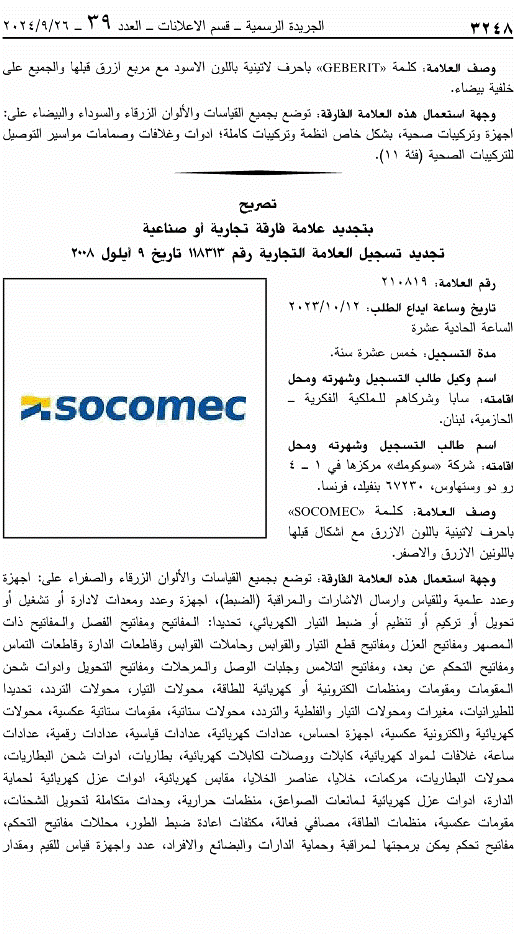 ٣٢٤٨
الجريدة الرسمية ــ قسم الاعلانات ــ العدد ٣٩ ــ ٢٠٢٤/٩/٢٦
وصف العلامة: كلمة «GEBERIT» باحرف لاتينية باللون الاسود مع مربع ازرق قبلها والجميع على
خلفية بيضاء.
وجهة استعمال هذه العلامة الفارقة: توضع بجميع القياسات والألوان الزرقاء والسوداء والبيضاء على:
اجهزة وتركيبات صحية، بشكل خاص انظمة وتركيبات كاملة؛ ادوات وغلافات وصمامات مواسير التوصيل
للتركيبات الصحية (فئة ١١).
تصريح
بتجديد علامة فارقة تجارية أو صناعية
تجديد تسجيل العلامة التجارية رقم ١١٨٣١٣ تاريخ ٩ أيلول ٢٠٠٨
رقم العلامة: ٢١٠٨١٩
تاريخ وساعة ايداع الطلب: ٢٠٢٣/١٠/١٢
الساعة الحادية عشرة
مدة التسجيل: خمس عشرة سنة.
اسم وكيل طالب التسجيل وشهرته ومحل
اقامته: سابا وشركاهم للملكية الفكرية ــ
الحازمية، لبنان.
اسم طالب التسجيل وشهرته ومحل
اقامته: شركة «سوكومك» مركزها في ١ ــ ٤
رو دو وستهاوس، ٦٧٢٣٠ بنفيلد، فرنسا.
وصف العلامة: كلمة «SOCOMEC»
باحرف لاتينية باللون الازرق مع اشكال قبلها
باللونين الازرق والاصفر.
socomec
وجهة استعمال هذه العلامة الفارقة: توضع بجميع القياسات والألوان الزرقاء والصفراء على: اجهزة
وعدد علمية وللقياس وارسال الاشارات والمراقبة (الضبط)، اجهزة وعدد ومعدات لادارة أو تشغيل أو
تحويل أو تركيم أو تنظيم أو ضبط التيار الكهربائي، تحديدا: المفاتيح ومفاتيح الفصل والمفاتيح ذات
المصهر ومفاتيح العزل ومفاتيح قطع التيار والقوابس وحاملات القوابس وقاطعات الدارة وقاطعات التماس
ومفاتيح التحكم عن بعد، ومفاتيح التلامس وجلبات الوصل والمرحلات ومفاتيح التحويل وادوات شحن
المقومات ومقومات ومنظمات الكترونية أو كهربائية للطاقة، محولات التيار، محولات التردد، تحديدا
للطيرانيات، مغيرات ومحولات التيار والفلطية والتردد، محولات ستاتية، مقومات ستاتية عكسية، محولات
كهربائية والكترونية عكسية، اجهزة احساس، عدادات كهربائية، عدادات قياسية، عدادات رقمية، عدادات
ساعة، غلافات لمواد كهربائية، كابلات ووصلات لكابلات كهربائية، بطاريات، ادوات شحن البطاريات،
محولات البطاريات، مركمات، خلايا، عناصر الخلايا، مقابس كهربائية، ادوات عزل كهربائية لحماية
الدارة، ادوات عزل كهربائية لمانعات الصواعق، منظمات حرارية، وحدات متكاملة لتحويل الشحنات،
مقومات عكسية، منظمات الطاقة، مصافي فعالة، مكثفات اعادة ضبط الطور، محللات مفاتيح التحكم،
مفاتيح تحكم يمكن برمجتها لمراقبة وحماية الدارات والبضائع والافراد، عدد واجهزة قياس للقيم ومقدار